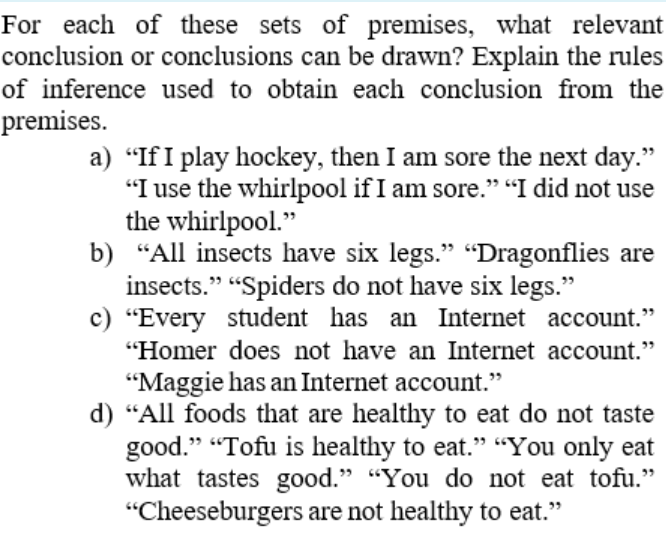 For each of these sets of premises, what relevant
conclusion or conclusions can be drawn? Explain the rules
of inference used to obtain each conclusion from the
premises.
a) “If I play hockey, then I am sore the next day.”
“I use the whirlpool if I am sore.” “I did not use
the whirlpool.”
b) “All insects have six legs.” “Dragonflies are
insects.” “Spiders do not have six legs.”
c) “Every student has an Internet account.”
“Homer does not have an Internet account.”
“Maggie has an Internet account.”
d) “All foods that are healthy to eat do not taste
good.” “Tofu is healthy to eat.” “You only eat
what tastes good.” “You do not eat tofu.”
“Cheeseburgers are not healthy to eat.”